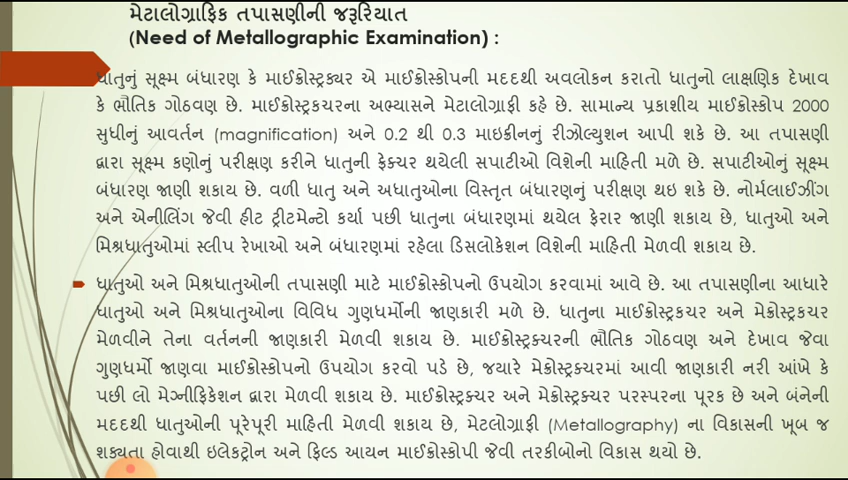 મેટાલોગ્રાફિક તપાસણીની જરૂરિયાત
(Need of Metallographic Examination) :
ધાતુનું સૂક્ષ્મ બંધારણ કે માઈક્રોસ્ટ્રક્ચર એ માઈક્રોસ્કોપની મદદથી અવલોકન કરાતો ધાતુનો લાક્ષણિક દેખાવ
કે ભૌતિક ગોઠવણ છે. માઈક્રોસ્ટ્રકચરના અભ્યાસને મેટાલોગ્રાફી કહે છે. સામાન્ય પ્રકાશીય માઈક્રોસ્કોપ 2000
સુધીનું આવર્તન (magnification) અને 0.2 થી 0.3 માઇક્રીનનું રીઝોલ્યુશન આપી શકે છે. આ તપાસણી
દ્વારા સૂક્ષ્મ કણોનું પરીક્ષણ કરીને ધાતુની ફ્રેક્ચર થયેલી સપાટીઓ વિશેની માહિતી મળે છે. સપાટીઓનું સૂક્ષ્મ
બંધારણ જાણી શકાય છે. વળી ધાતુ અને અધાતુઓના વિસ્તૃત બંધારણનું પરીક્ષણ થઇ શકે છે. નોર્મલાઈઝીંગ
અને એનીલિંગ જેવી હીટ ટ્રીટમેન્ટો કર્યા પછી ધાતુના બંધારણમાં થયેલ ફેરાર જાણી શકાય છે, ધાતુઓ અને
મિશ્રધાતુઓમાં સ્લીપ રેખાઓ અને બંધારણમાં રહેલા ડિસલોકેશન વિશેની માહિતી મેળવી શકાય છે.
ધાતુઓ અને મિશ્રધાતુઓની તપાસણી માટે માઈક્રોસ્કોપનો ઉપયોગ કરવામાં આવે છે. આ તપાસણીના આધારે
ધાતુઓ અને મિશ્રધાતુઓના વિવિધ ગુણધર્મોની જાણકારી મળે છે. ધાતુના માઈક્રોસ્ટ્રકચર અને મેક્રોસ્ટ્રકચર
મેળવીને તેના વર્તનની જાણકારી મેળવી શકાય છે. માઈક્રોસ્ટ્રક્ચરની ભૌતિક ગોઠવણ અને દેખાવ જેવા
ગુણધર્મો જાણવા માઈક્રોસ્કોપનો ઉપયોગ કરવો પડે છે, જયારે મેક્રોસ્ટ્રક્ચરમાં આવી જાણકારી નરી આંખે કે
પછી લો મેગ્નીફિકેશન દ્વારા મેળવી શકાય છે. માઈક્રોસ્ટ્રક્ચર અને મેક્રોસ્ટ્રક્ચર પરસ્પરના પૂરક છે અને બંનેની
મદદથી ધાતુઓની પૂરેપૂરી માહિતી મેળવી શકાય છે, મેટલોગ્રાફી (Metallography) ના વિકાસની ખૂબ જ
શક્યતા હોવાથી ઇલેકટ્રોન અને ફિલ્ડ આયન માઈક્રોસ્કોપી જેવી તરકીબોનો વિકાસ થયો છે.